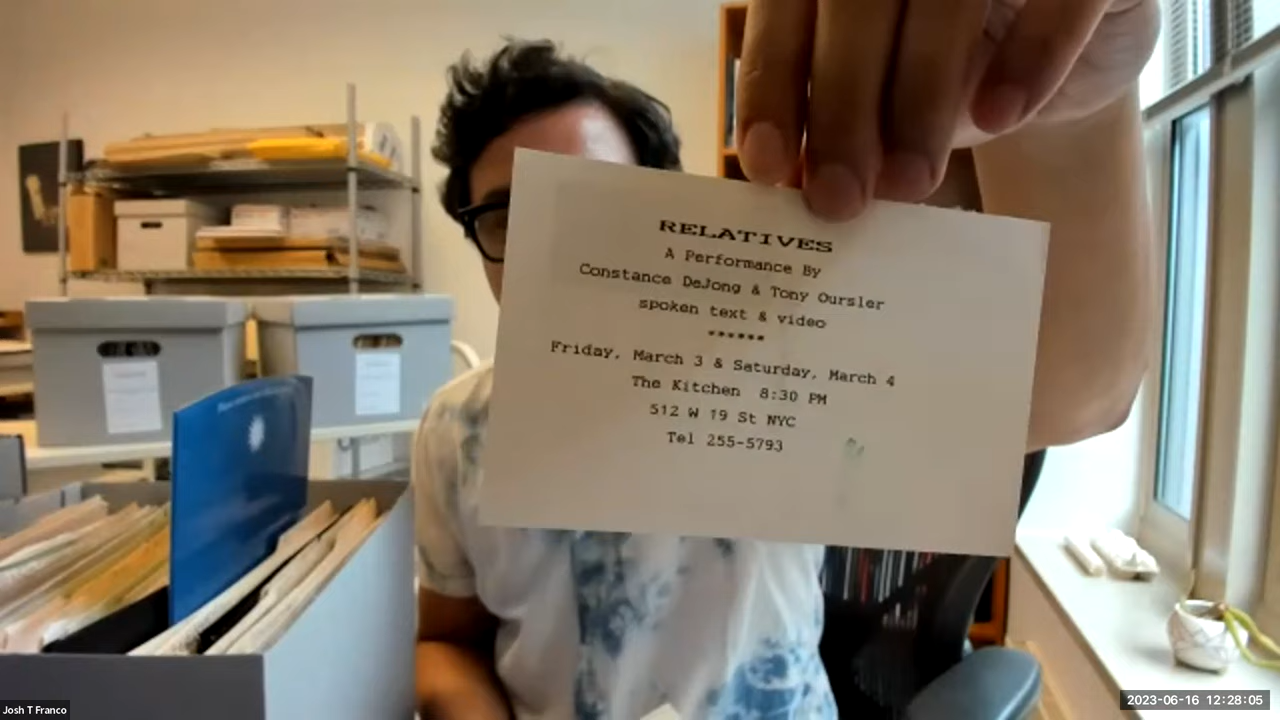 RELATIVES
A Performance By
Constance DeJong & Tony Oursler
spoken text & video
******
Friday, March 3 & Saturday, March 4
The Kitchen 8:30 PM
512 W 19 St NYC
Tel 255-5793
Josh T Franco
2023-06-16 12:28:05